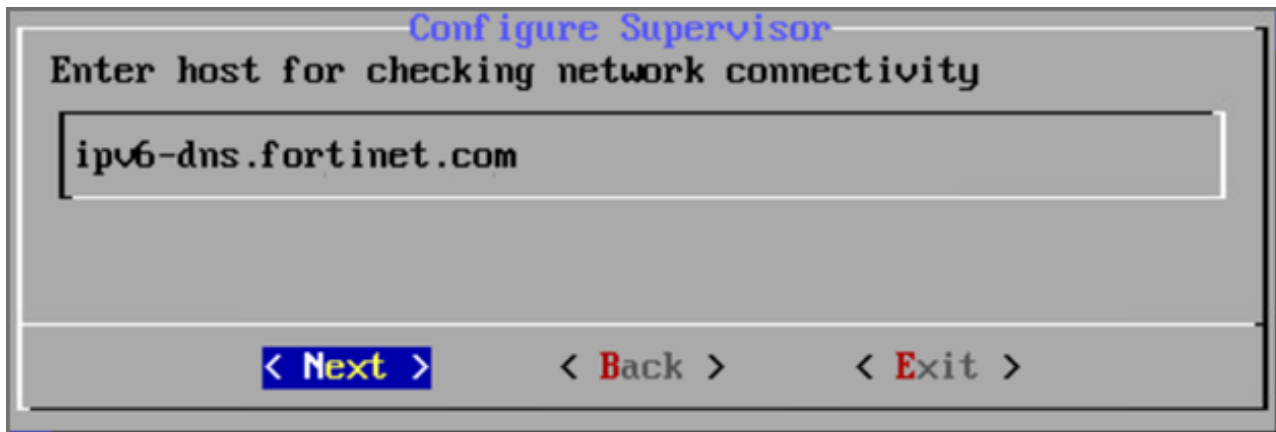 Configure Supervisor
Enter host for checking network connectivity
ipv6-dns.fortinet.com
< Next > < Back > < Exit >